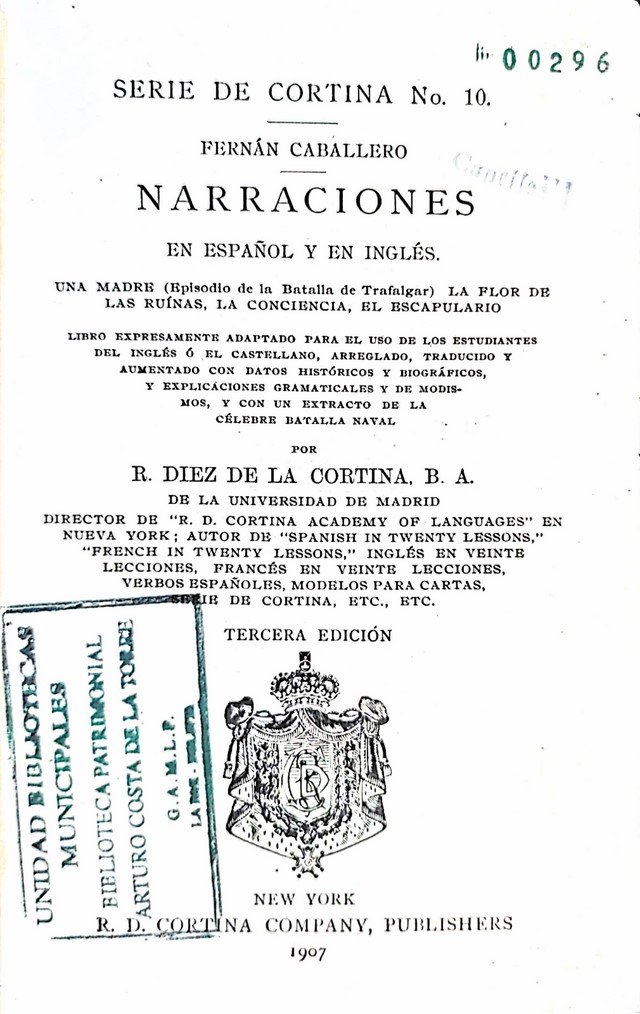 00296
SERIE DE CORTINA No. 10.
FERNÁN CABALLERO
NARRACIONES
EN ESPAÑOL Y EN INGLÉS.
UNA MADRE (Episodio de la Batalla de Trafalgar) LA FLOR DE
LAS RUÍNAS, LA CONCIENCIA, EL ESCAPULARIO
LIBRO EXPRESAMENTE ADAPTADO PARA EL USO DE LOS ESTUDIANTES
DEL INGLÉS Ó EL CASTELLANO, ARREGLADO, TRADUCIDO Y
AUMENTADO CON DATOS HISTÓRICOS Y BIOGRÁFICOS,
Y EXPLICACIONES GRAMATICALES Y DE MODIS-
MOS, Y CON UN EXTRACTO DE LA
CÉLEBRE BATALLA NAVAL
POR
R. DIEZ DE LA CORTINA, B. A.
DE LA UNIVERSIDAD DE MADRID
DIRECTOR DE "R. D. CORTINA ACADEMY OF LANGUAGES" EN
NUEVA YORK; AUTOR DE "SPANISH IN TWENTY LESSONS,"
"FRENCH IN TWENTY LESSONS," INGLÉS EN VEINTE
LECCIONES, FRANCÉS EN VEINTE LECCIONES,
VERBOS ESPAÑOLES, MODELOS PARA CARTAS,
SERIE DE CORTINA, ETC., ETC.
TERCERA EDICIÓN
UNIDAD BIBLIOTECAS
MUNICIPALES
BIBLIOTECA PATRIMONIAL
ARTURO COSTA DE LA TORRE
G. A. M. L. P.
NEW YORK
R. D. CORTINA COMPANY, PUBLISHERS
1907